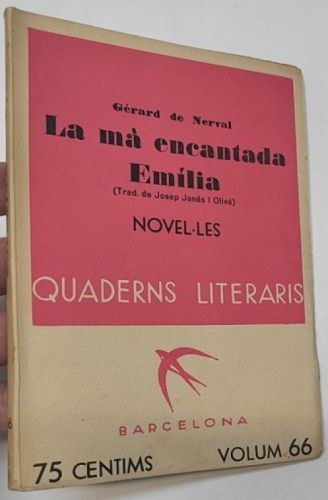 Gérard de Nerval
La mà encantada
Emília
(Trad. de Josep Janés i Olivé)
NOVEL·LES
QUADERNS LITERARIS
BARCELONA
75 CENTIMS VOLUM 66
6